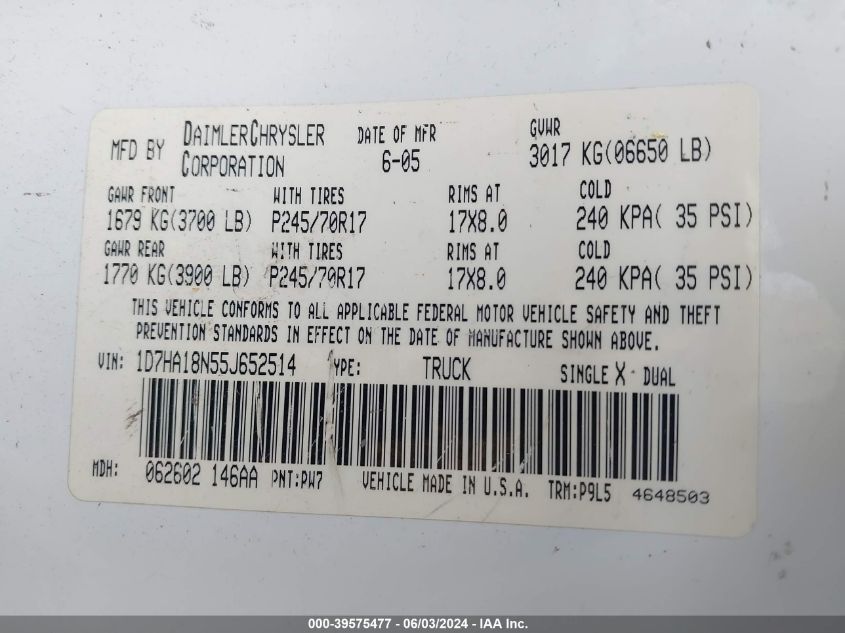 MFD BY DAIMLERCHRYSLER CORPORATION DATE OF MFR 6-05 GVWR 3017 KG(06650 LB)
GAWR FRONT WITH TIRES RIMS AT COLD
1679 KG(3700 LB) P245/70R17 17X8.0 240 KPA( 35 PSI)
GAWR REAR WITH TIRES RIMS AT COLD
1770 KG(3900 LB) P245/70R17 17X8.0 240 KPA( 35 PSI)
THIS VEHICLE CONFORMS TO ALL APPLICABLE FEDERAL MOTOR VEHICLE SAFETY AND THEFT
PREVENTION STANDARDS IN EFFECT ON THE DATE OF MANUFACTURE SHOWN ABOVE.
VIN: 1D7HA18N55J652514 YPE: TRUCK SINGLE X DUAL
MDH: 062602 146AA PNT:PW7 VEHICLE MADE IN U.S.A. TRM:P9L5 4648503
000-39575477 - 06/03/2024 - IAA Inc.